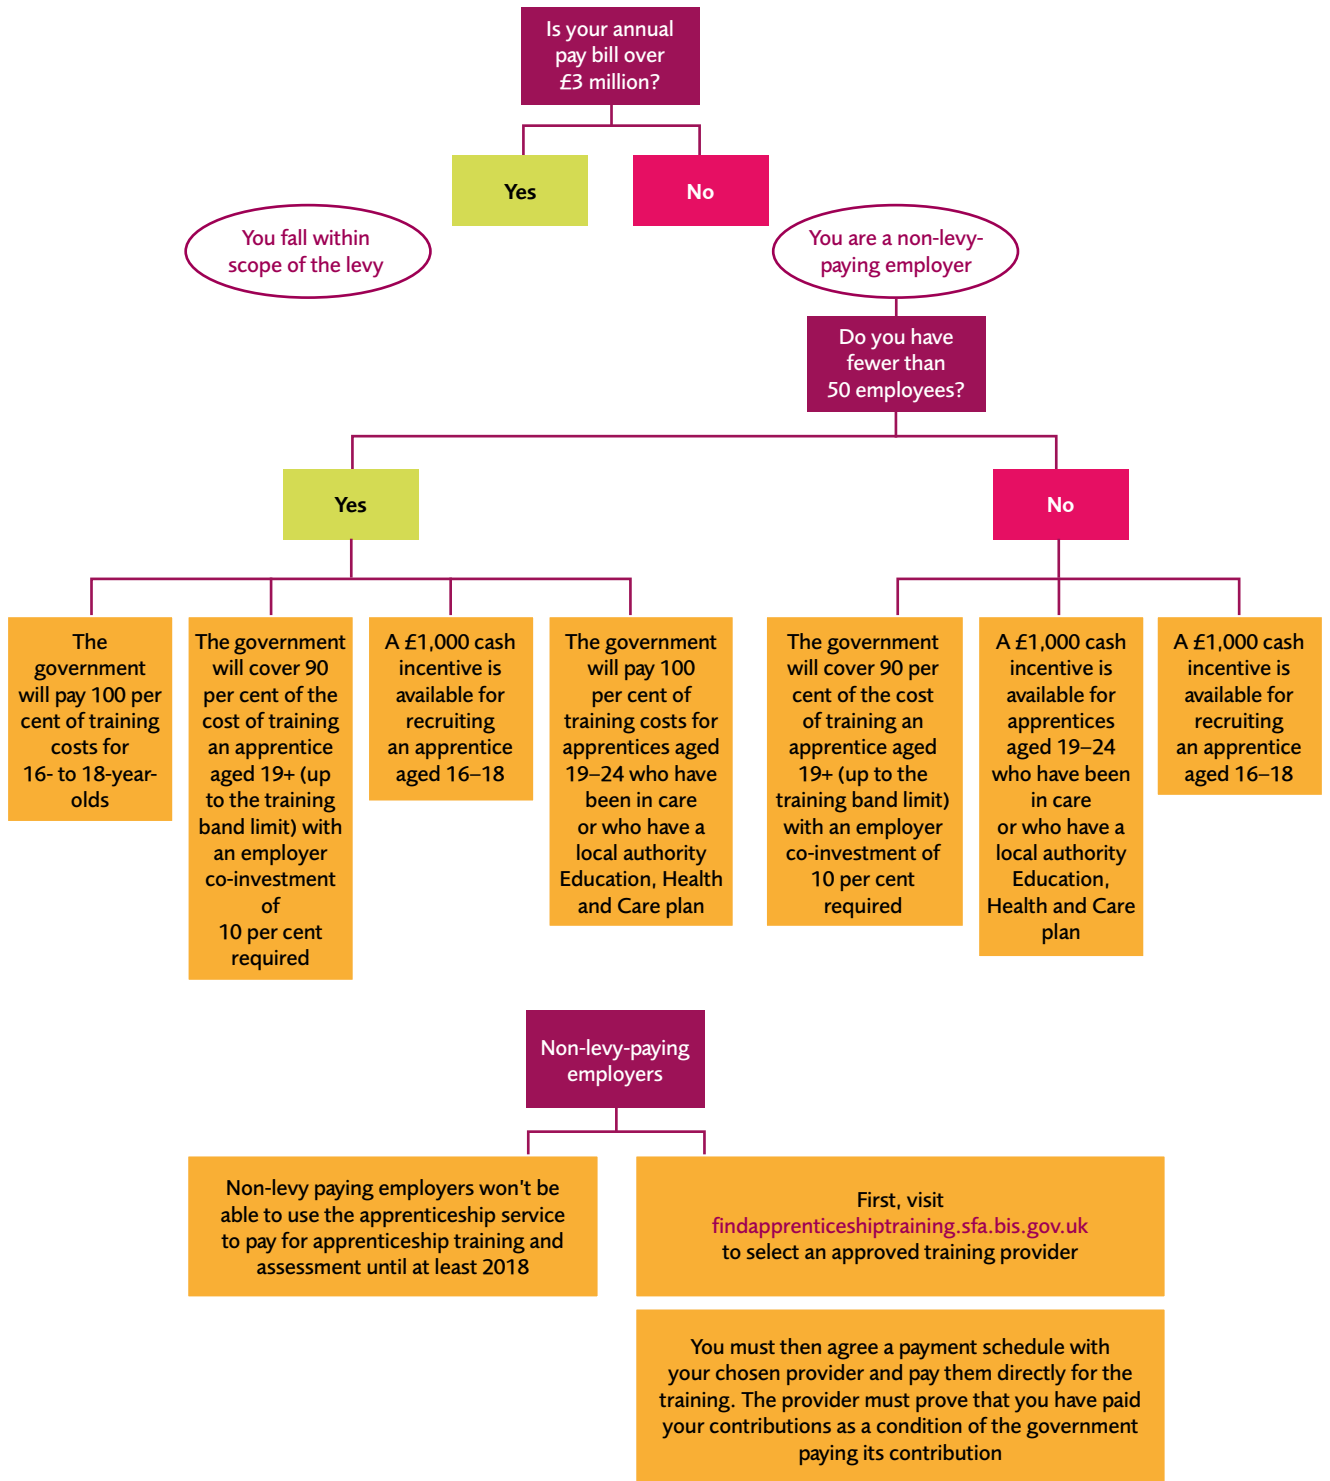 Is your annual
pay bill over
£3 million?
Yes
No
You fall within
scope of the levy
You are a non-levy-
paying employer
Do you have
fewer than
50 employees?
Yes
No
The
government
will pay 100 per
cent of training
costs for
16- to 18-year-
olds
The government
will cover 90
per cent of the
cost of training
an apprentice
aged 19+ (up
to the training
band limit) with
an employer
co-investment
of
10 per cent
required
A £1,000 cash
incentive is
available for
recruiting
an apprentice
aged 16–18
The government
will pay 100
per cent of
training costs for
apprentices aged
19–24 who have
been in care
or who have a
local authority
Education, Health
and Care plan
The government
will cover 90 per
cent of the cost
of training an
apprentice aged
19+ (up to the
training band limit)
with an employer
co-investment of
10 per cent
required
A £1,000 cash
incentive is
available for
apprentices
aged 19–24
who have been
in care
or who have a
local authority
Education,
Health and Care
plan
A £1,000 cash
incentive is
available for
recruiting
an apprentice
aged 16–18
Non-levy-paying
employers
Non-levy paying employers won't be
able to use the apprenticeship service
to pay for apprenticeship training and
assessment until at least 2018
First, visit
findapprenticeshiptraining.sfa.bis.gov.uk
to select an approved training provider
You must then agree a payment schedule with
your chosen provider and pay them directly for the
training. The provider must prove that you have paid
your contributions as a condition of the government
paying its contribution